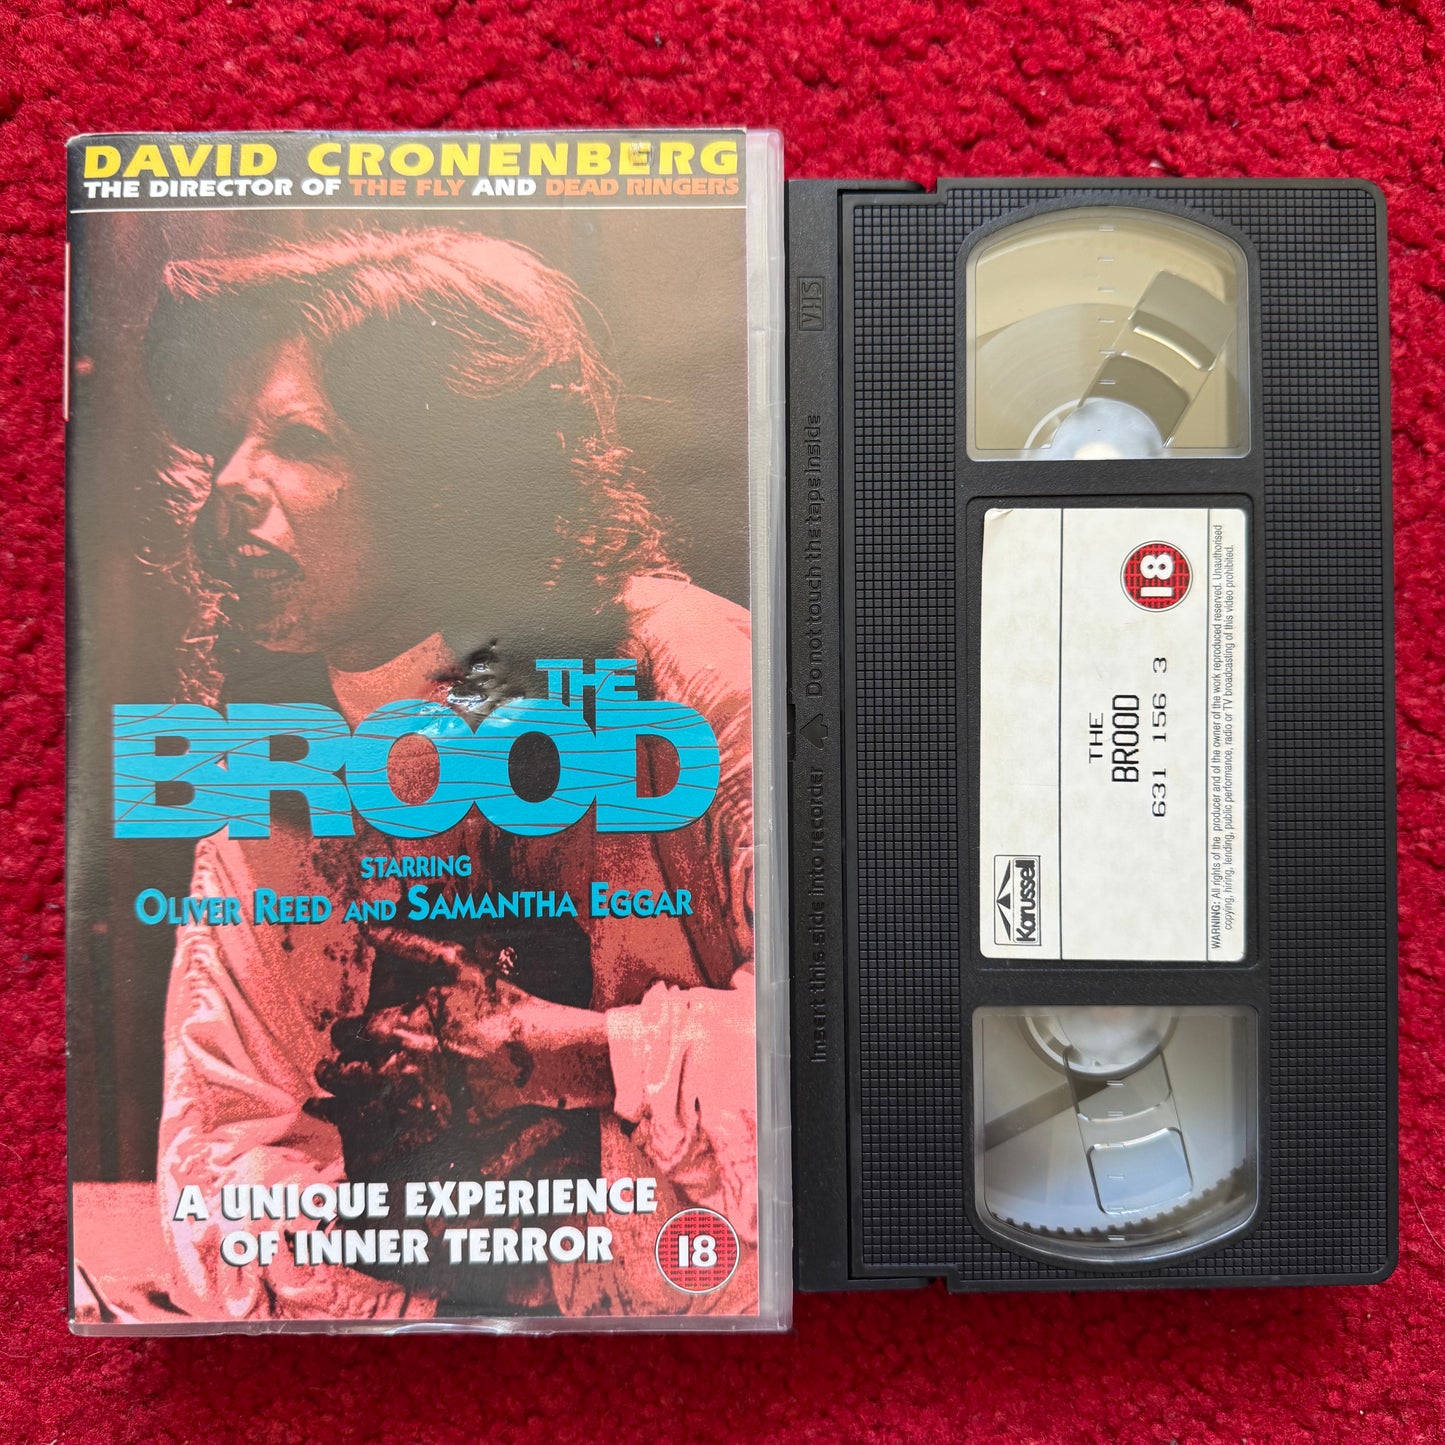 DAVID CRONENBERG
THE DIRECTOR OF THE FLY AND DEAD RINGERS
THE
BROOD
STARRING
OLIVER REED AND SAMANTHA EGGAR
A UNIQUE EXPERIENCE
OF INNER TERROR
18
VHS
Do not touch the tape inside
Insert this side into recorder
18
THE
BROOD
631 156 3
Karussel
WARNING: All rights of the producer and of the owner of the work reproduced reserved. Unauthorised
copying, hiring, lending, public performance, radio or TV broadcasting of this video prohibited.